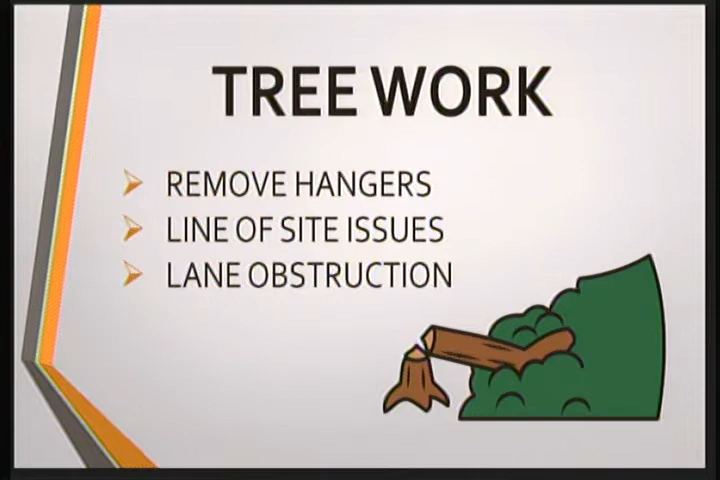 TREE WORK
REMOVE HANGERS
LINE OF SITE ISSUES
LANE OBSTRUCTION